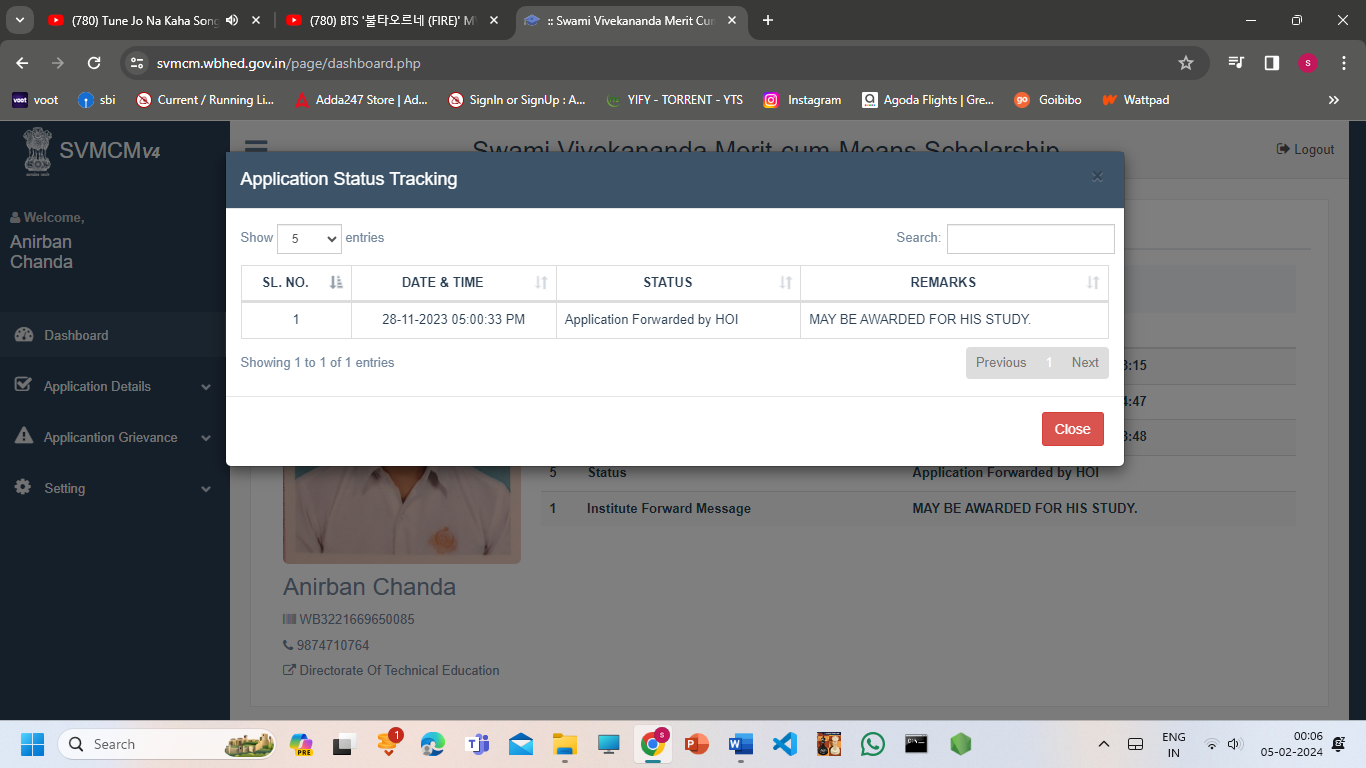 (780) Tune Jo Na Kaha Song
(780) BTS '불타오르네 (FIRE)' M
:: Swami Vivekananda Merit Cum
svmcm.wbhed.gov.in/page/dashboard.php
S
voot
sbi
Current / Running Li...
Adda247 Store | Ad...
SignIn or SignUp : A...
YIFY - TORRENT - YTS
Instagram
Agoda Flights | Gre...
Goibibo
Wattpad
SVMCMV4
Swami Vivekananda Merit-cum-Means Scholarship
Logout
Welcome,
Anirban
Chanda
Dashboard
Application Details
Applicantion Grievance
Setting
Application Status Tracking
×
Show 5 entries
Search:
SL. NO. DATE & TIME STATUS REMARKS
1 28-11-2023 05:00:33 PM Application Forwarded by HOI MAY BE AWARDED FOR HIS STUDY.
Showing 1 to 1 of 1 entries
Previous 1 Next
Close
:15
:47
:48
5 Status Application Forwarded by HOI
1 Institute Forward Message MAY BE AWARDED FOR HIS STUDY.
Anirban Chanda
WB3221669650085
9874710764
Directorate Of Technical Education
Search
PRE
1
S
ENG
IN
00:06
05-02-2024